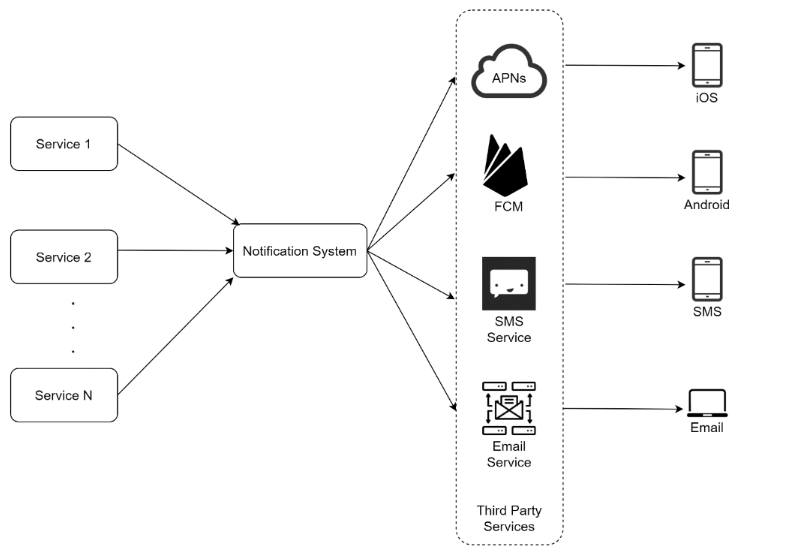 Service 1
Service 2
Service N
Notification System
APNs
FCM
SMS
Service
Email
Service
Third Party
Services
iOS
Android
SMS
Email